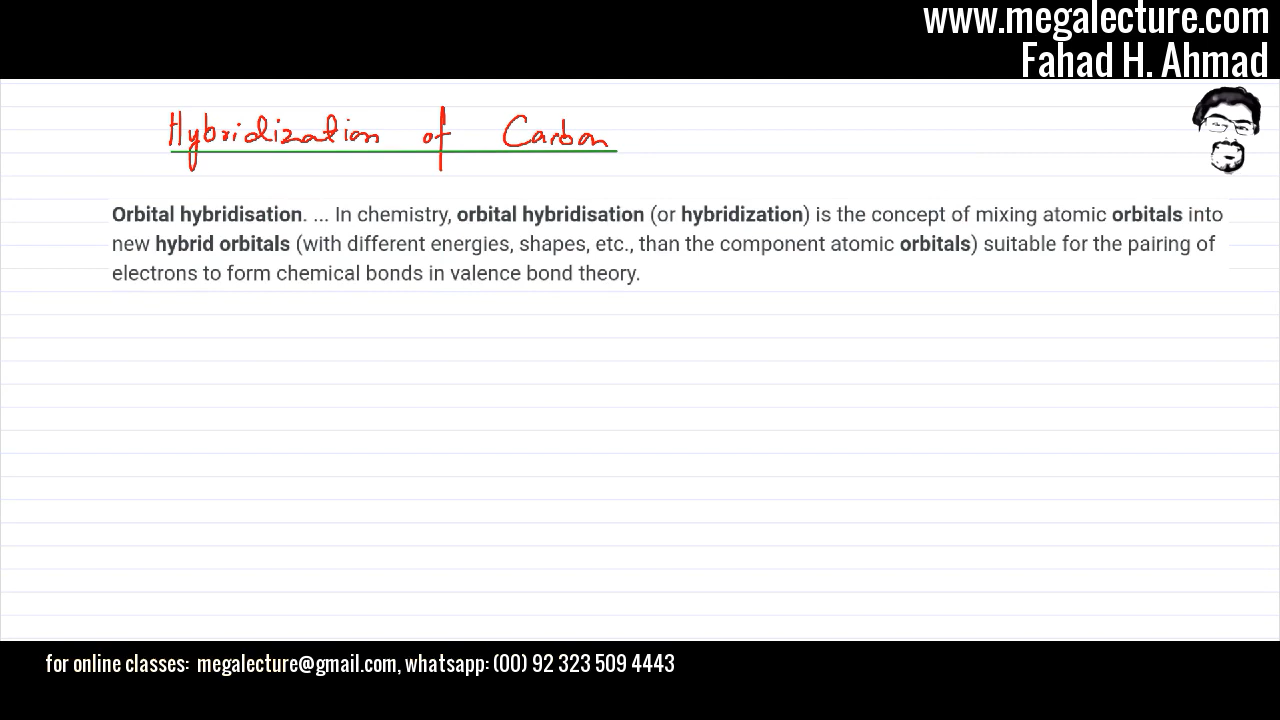 www.megalecture.com
Fahad H. Ahmad
Hybridization of Carbon
Orbital hybridisation. ... In chemistry, orbital hybridisation (or hybridization) is the concept of mixing atomic orbitals into
new hybrid orbitals (with different energies, shapes, etc., than the component atomic orbitals) suitable for the pairing of
electrons to form chemical bonds in valence bond theory.
for online classes: megalecture@gmail.com, whatsapp: (00) 92 323 509 4443